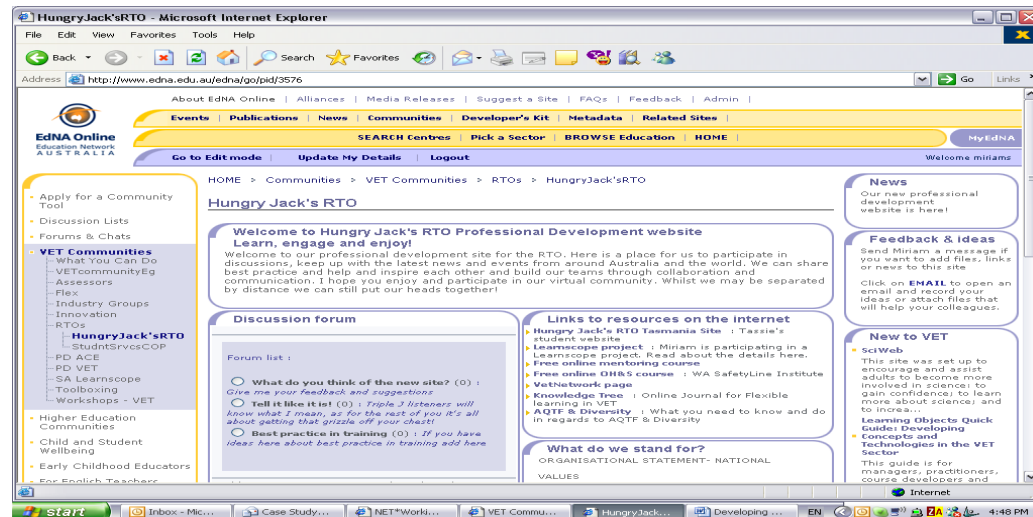 HungryJack'sRTO - Microsoft Internet Explorer
File Edit View Favorites Tools Help
Back Search Favorites
Address http://www.edna.edu.au/edna/go/pid/3576 Go Links
About EdNA Online | Alliances | Media Releases | Suggest a Site | FAQs | Feedback | Admin |
Events | Publications | News | Communities | Developer's Kit | Metadata | Related Sites |
EdNA Online
Education Network
AUSTRALIA
SEARCH Centres | Pick a Sector | BROWSE Education | HOME |
MyEdNA
Go to Edit mode | Update My Details | Logout
Welcome miriams
Apply for a Community
Tool
Discussion Lists
Forums & Chats
VET Communities
What You Can Do
VETcommunityEg
Assessors
Flex
Industry Groups
Innovation
RTOs
HungryJack'sRTO
StudntSrvcsCOP
PD ACE
PD VET
SA Learnscope
Toolboxing
Workshops - VET
Higher Education
Communities
Child and Student
Wellbeing
Early Childhood Educators
For English Teachers
HOME > Communities > VET Communities > RTOs > HungryJack'sRTO
Hungry Jack's RTO
Welcome to Hungry Jack's RTO Professional Development website
Learn, engage and enjoy!
Welcome to our professional development site for the RTO. Here is a place for us to participate in
discussions, keep up with the latest news and events from around Australia and the world. We can share
best practice and help and inspire each other and build our teams through collaboration and
communication. I hope you enjoy and participate in our virtual community. Whilst we may be separated
by distance we can still put our heads together!
Discussion forum
Forum list :
What do you think of the new site? (0) :
Give me your feedback and suggestions
Tell it like it is! (0) : Triple J listeners will
know what I mean, as for the rest of you it's all
about getting that grizzle off your chest!
Best practice in training (0) : If you have
ideas here about best practice in training add here
Links to resources on the internet
Hungry Jack's RTO Tasmania Site : Tassie's
student website
Learnscope project : Miriam is participating in a
Learnscope project. Read about the details here.
Free online mentoring course
Free online OH&S course : WA SafetyLine Institute
VetNetwork page
Knowledge Tree : Online Journal for Flexible
learning in VET
AQTF & Diversity : What you need to know and do
in regards to AQTF & Diversity
What do we stand for?
ORGANISATIONAL STATEMENT- NATIONAL
VALUES
News
Our new professional
development
website is here!
Feedback & ideas
Send Miriam a message if
you want to add files, links
or news to this site
Click on EMAIL to open an
email and record your
ideas or attach files that
will help your colleagues.
New to VET
SciWeb
This site was set up to
encourage and assist
adults to become more
involved in science; to
gain confidence; to learn
more about science; and
to increa...
Learning Objects Quick
Guide: Developing
Concepts and
Technologies in the VET
Sector
This guide is for
managers, practitioners,
course developers and
Internet
start Inbox - Mic... Case Study... NET*Worki... VET Commu... HungryJack... Developing ... EN ZA 4:48 PM